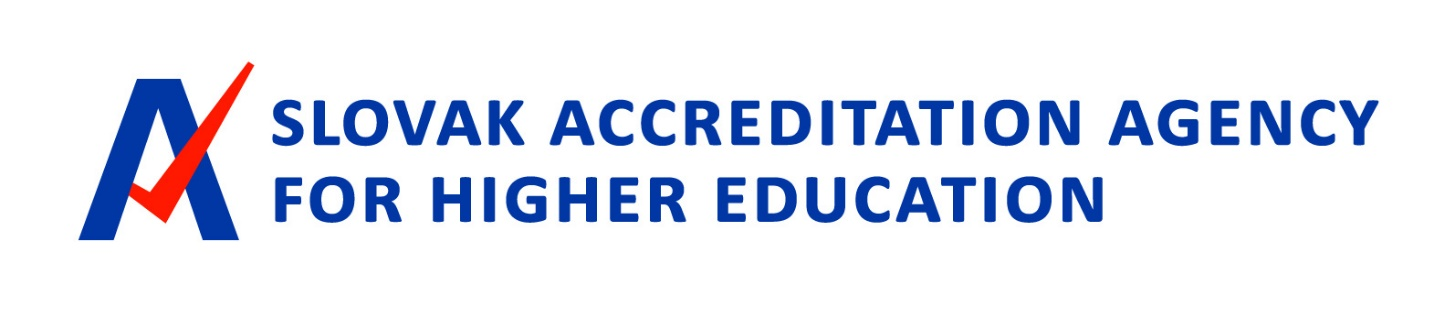 SLOVAK ACCREDITATION AGENCY
FOR HIGHER EDUCATION